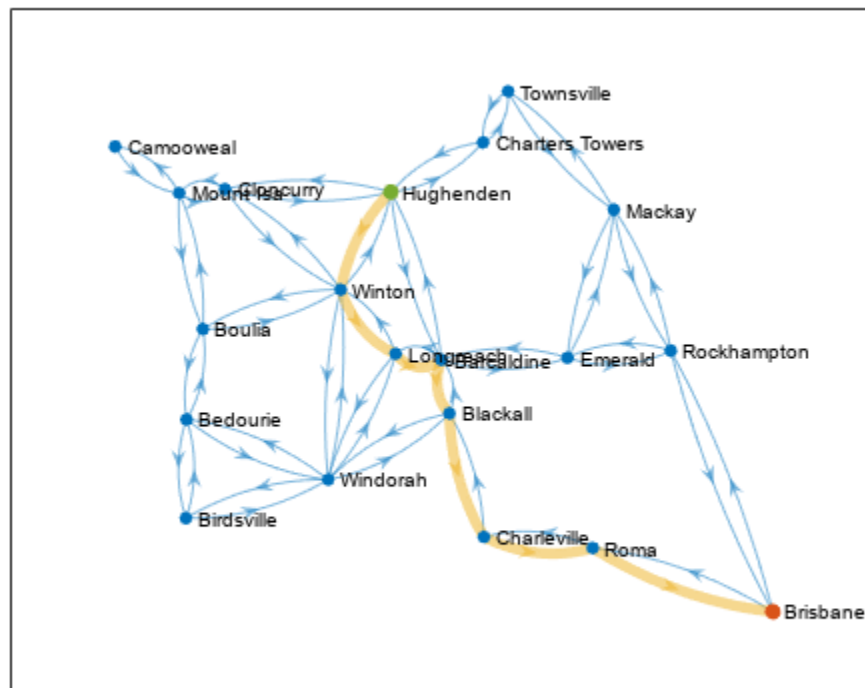 Townsville
Charters Towers
Camooweal
Mount Isa
Cloncurry
Hughenden
Mackay
Winton
Boulia
Longreach
Barcaldine
Emerald
Rockhampton
Bedourie
Blackall
Windorah
Birdsville
Charleville
Roma
Brisbane